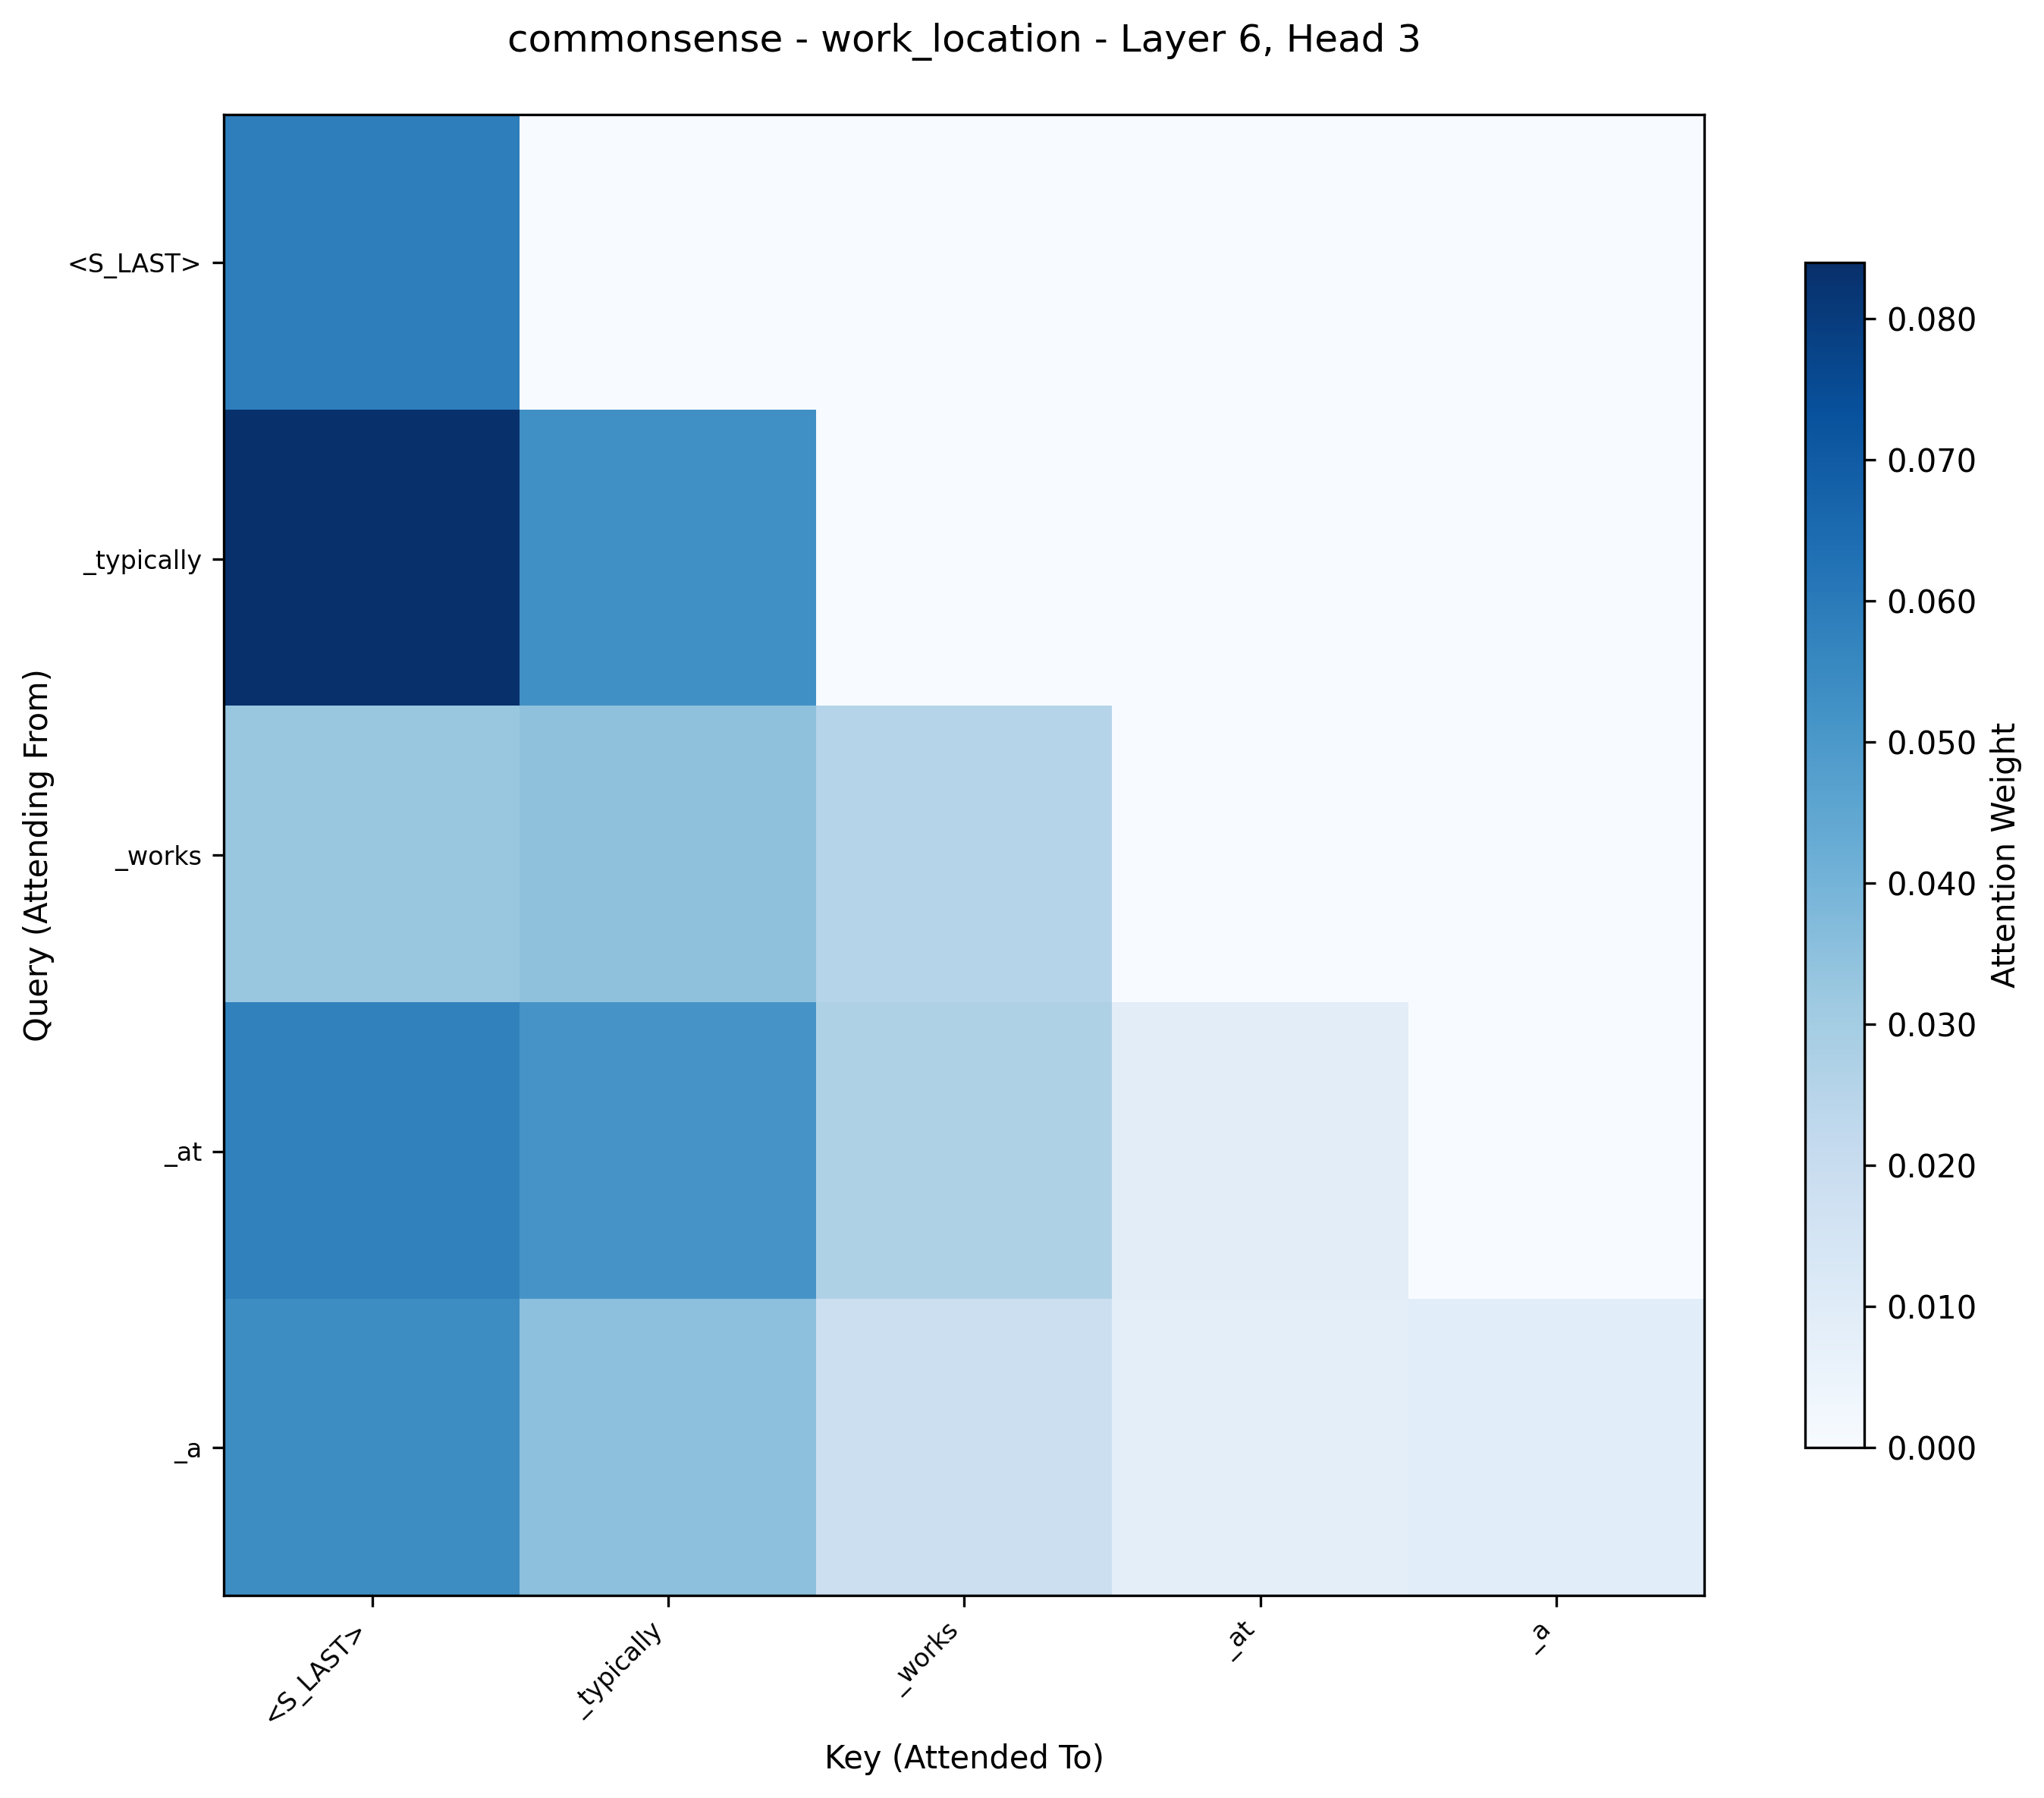 commonsense - work_location - Layer 6, Head 3
Query (Attending From)
<S_LAST>
_typically
_works
_at
_a
<S_LAST>
_typically
_works
_at
_a
Key (Attended To)
0.080
0.070
0.060
0.050
0.040
0.030
0.020
0.010
0.000
Attention Weight